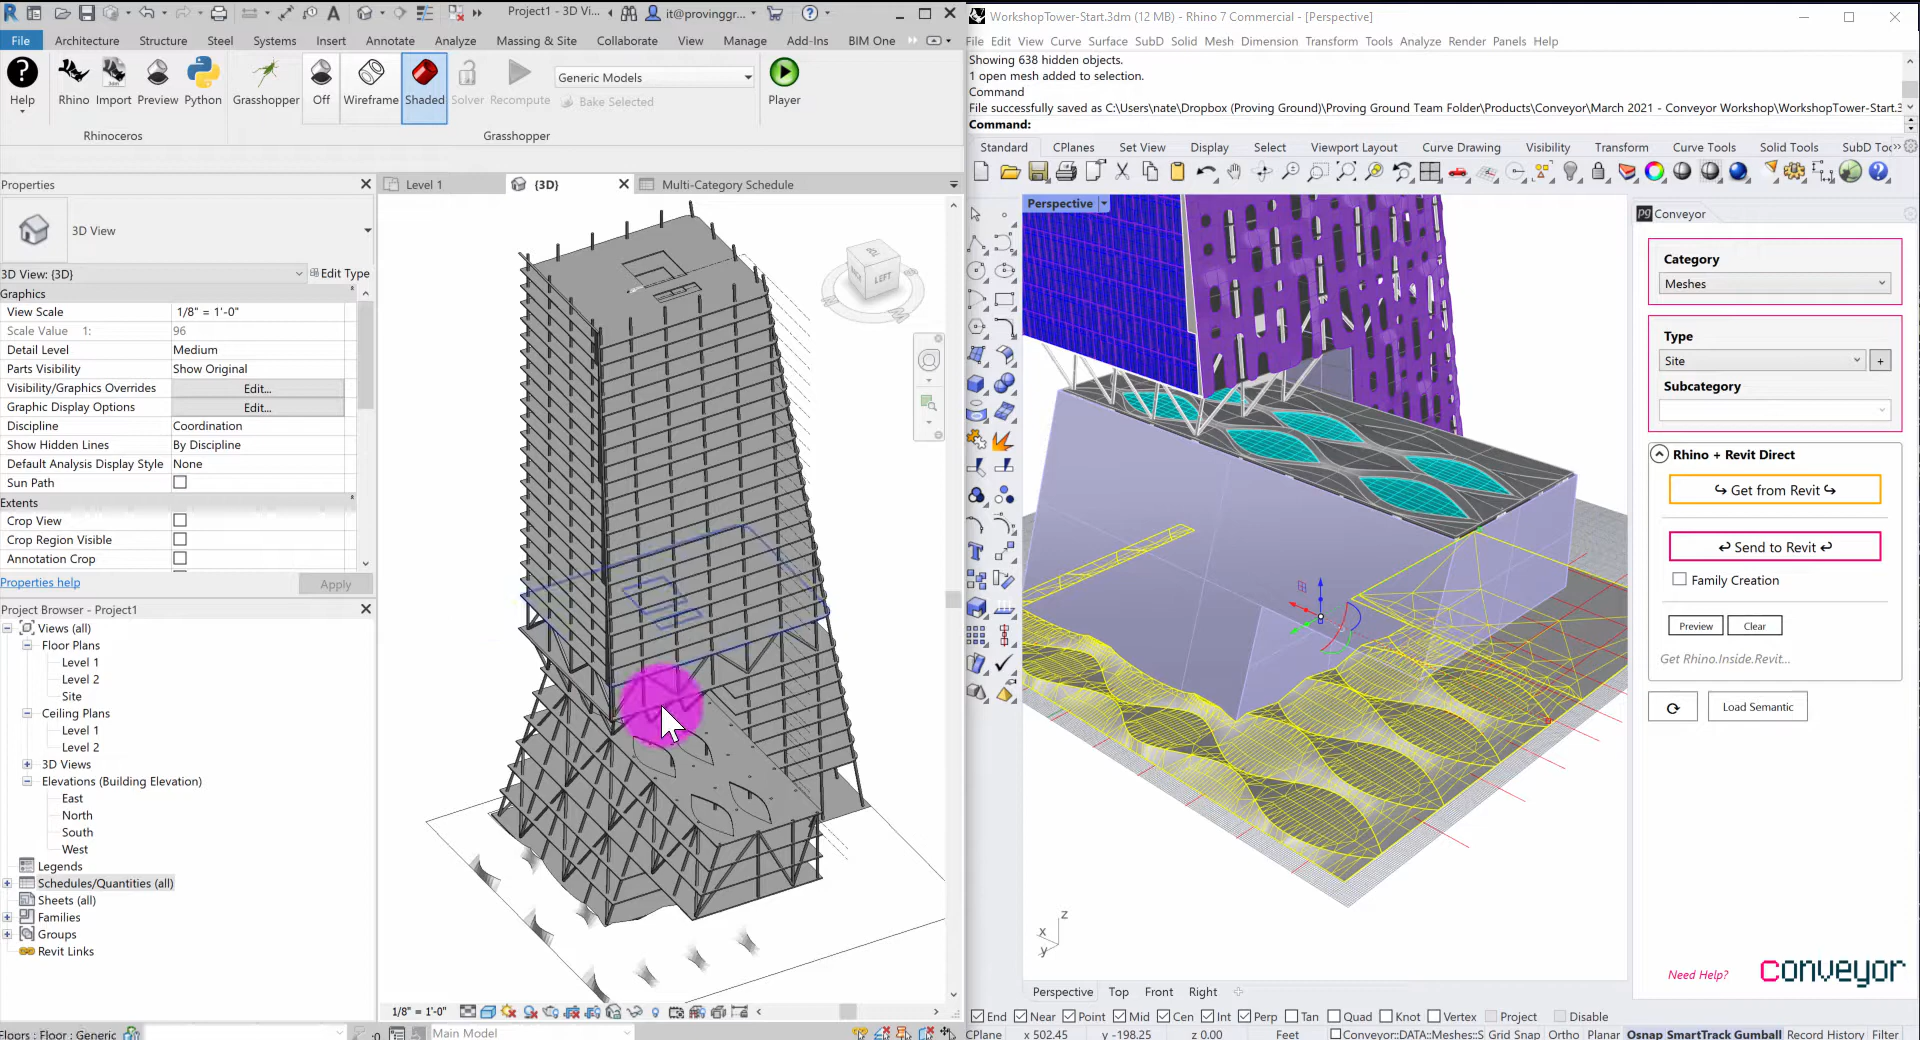 Project1 - 3D Vi...
it@provinggr...
File
Architecture
Structure
Steel
Systems
Insert
Annotate
Analyze
Massing & Site
Collaborate
View
Manage
Add-Ins
BIM One
Help
Rhino
Import
Preview
Python
Grasshopper
Off
Wireframe
Shaded
Solver
Recompute
Generic Models
Bake Selected
Player
Rhinoceros
Grasshopper
Properties
3D View
3D View: {3D}
Edit Type
Graphics
View Scale
1/8" = 1'-0"
Scale Value 1:
96
Detail Level
Medium
Parts Visibility
Show Original
Visibility/Graphics Overrides
Edit...
Graphic Display Options
Edit...
Discipline
Coordination
Show Hidden Lines
By Discipline
Default Analysis Display Style
None
Sun Path
Extents
Crop View
Crop Region Visible
Annotation Crop
Properties help
Apply
Project Browser - Project1
Views (all)
Floor Plans
Level 1
Level 2
Site
Ceiling Plans
Level 1
Level 2
3D Views
Elevations (Building Elevation)
East
North
South
West
Legends
Schedules/Quantities (all)
Sheets (all)
Families
Groups
Revit Links
Floors : Floor : Generic
Level 1
{3D}
Multi-Category Schedule
TOP
BACK
LEFT
1/8" = 1'-0"
:0
Main Model
WorkshopTower-Start.3dm (12 MB) - Rhino 7 Commercial - [Perspective]
File Edit View Curve Surface SubD Solid Mesh Dimension Transform Tools Analyze Render Panels Help
Showing 638 hidden objects.
1 open mesh added to selection.
Command
File successfully saved as C:\Users\nate\Dropbox (Proving Ground)\Proving Ground Team Folder\Products\Conveyor\March 2021 - Conveyor Workshop\WorkshopTower-Start.3
Command:
Standard
CPlanes
Set View
Display
Select
Viewport Layout
Curve Drawing
Visibility
Transform
Curve Tools
Solid Tools
SubD Toc
Perspective
z
x
y
Perspective
Top
Front
Right
pg Conveyor
Category
Meshes
Type
Site
+
Subcategory
Rhino + Revit Direct
↪ Get from Revit ↪
↩ Send to Revit ↩
Family Creation
Preview
Clear
Get Rhino.Inside.Revit...
Load Semantic
Need Help?
conveyor
End
Near
Point
Mid
Cen
Int
Perp
Tan
Quad
Knot
Vertex
Project
Disable
CPlane
x 502.45
y -198.25
z 0.00
Feet
Conveyor::DATA::Meshes::S
Grid Snap
Ortho
Planar
Osnap
SmartTrack
Gumball
Record History
Filter